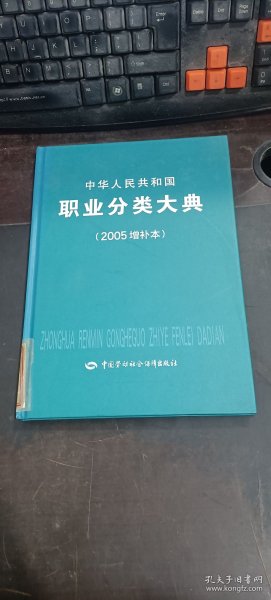 中华人民共和国
职业分类大典
(2005增补本)
ZHONGHUA RENMIN GONGHEGUO ZHIYE FENLEI DADIAN
中国劳动社会保障出版社
孔夫子旧书网
www.kongfz.com